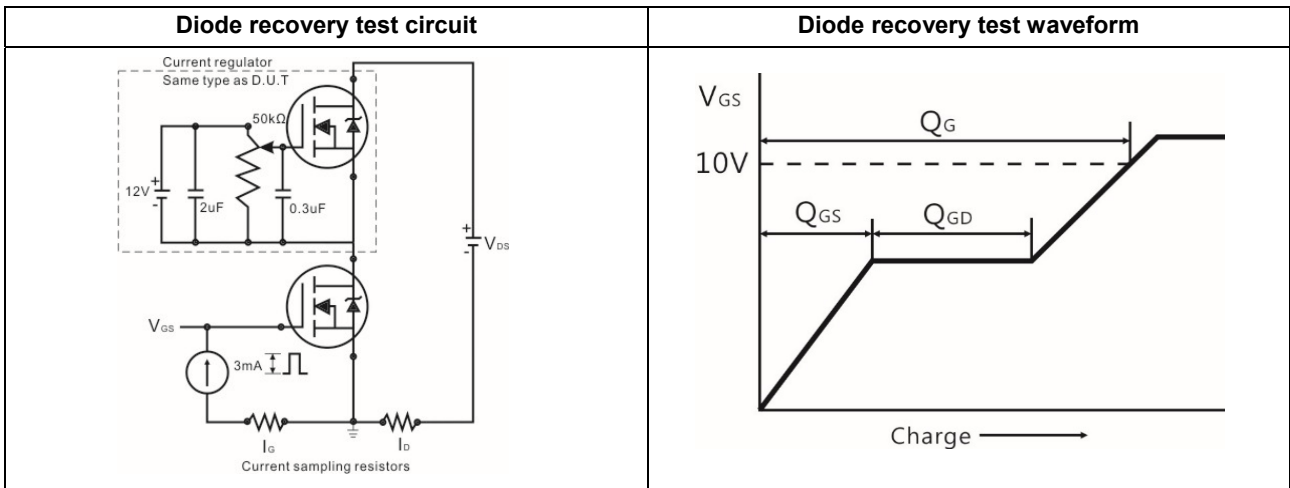 Diode recovery test circuit
Diode recovery test waveform
Current regulator
Same type as D.U.T
50kΩ
12V
+
-
2uF
0.3uF
+
-
VDS
VGS
3mA
IG
ID
Current sampling resistors
VGS
QG
10V
QGS
QGD
Charge